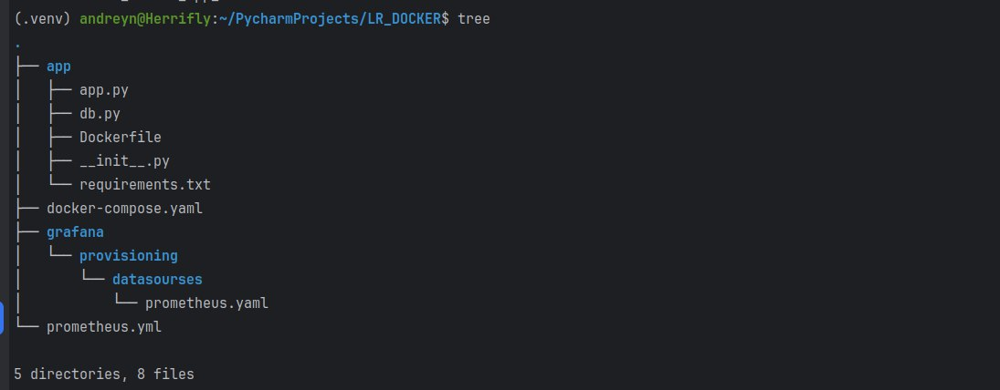 (.venv) andreyn@Herrifly:~/PycharmProjects/LR_DOCKER$ tree
.
├── app
│   ├── app.py
│   ├── db.py
│   ├── Dockerfile
│   ├── __init__.py
│   └── requirements.txt
├── docker-compose.yaml
├── grafana
│   └── provisioning
│       └── datasourses
│           └── prometheus.yaml
└── prometheus.yml
5 directories, 8 files